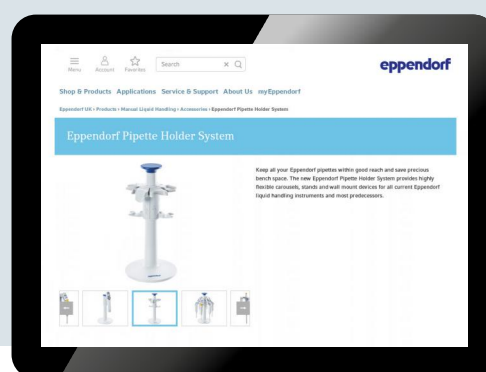 Menu
Account
Favorites
Search
eppendorf
Shop & Products Applications Service & Support About Us myEppendorf
Eppendorf UK › Products › Manual Liquid Handling › Accessories › Eppendorf Pipette Holder System
Eppendorf Pipette Holder System
Keep all your Eppendorf pipettes within good reach and save precious
bench space. The new Eppendorf Pipette Holder System provides highly
flexible carousels, stands and wall mount devices for all current Eppendorf
liquid handling instruments and most predecessors.